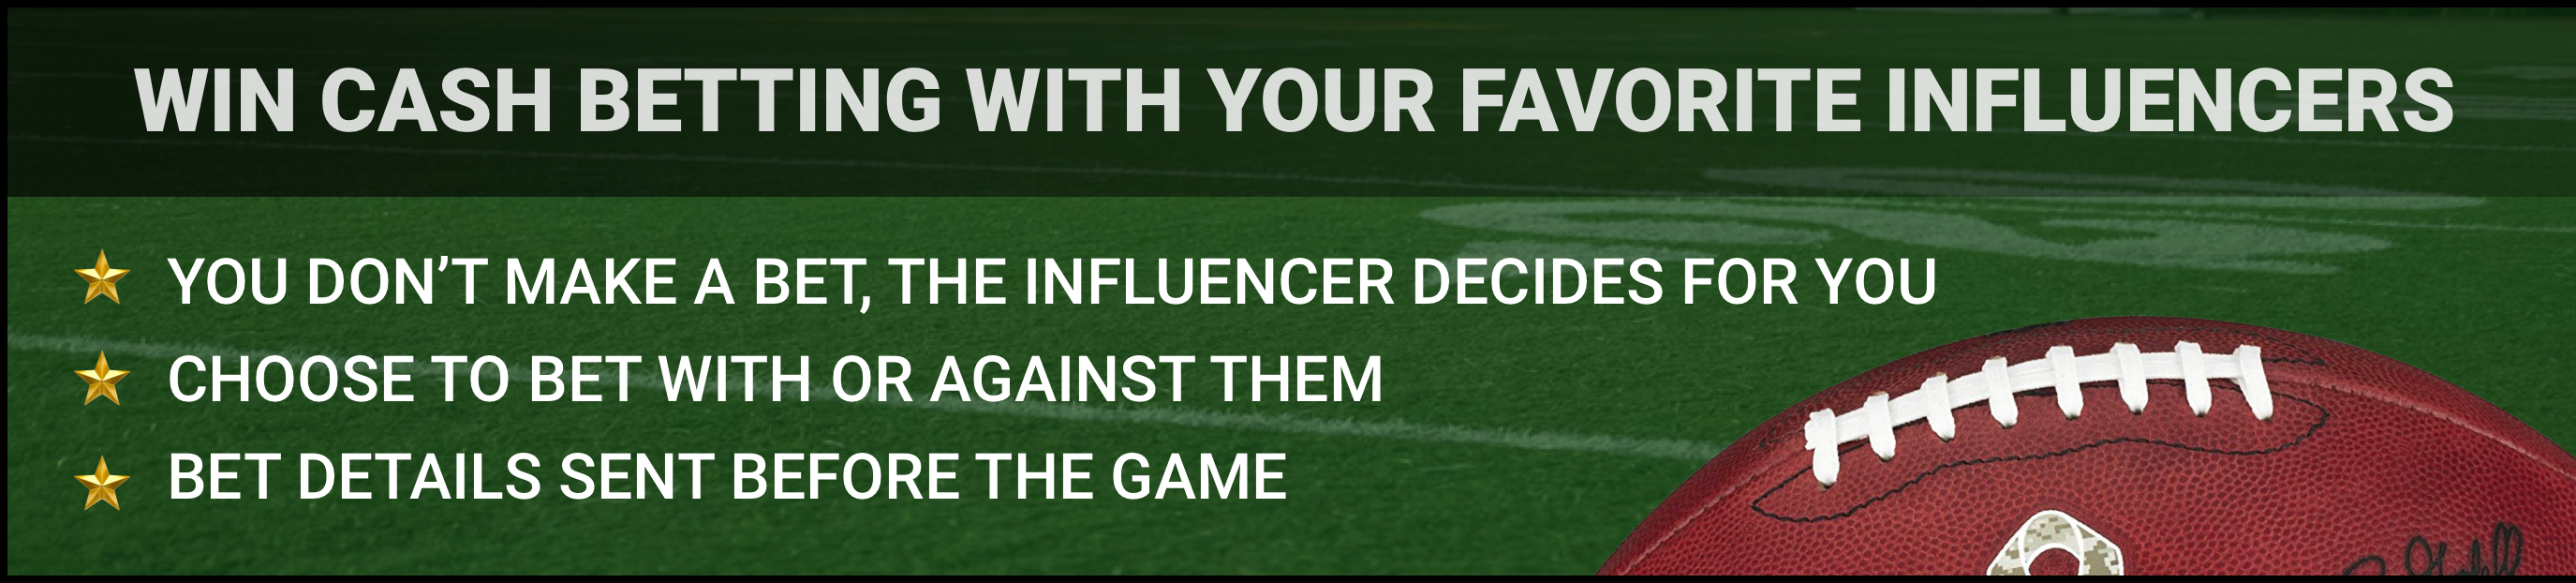 WIN CASH BETTING WITH YOUR FAVORITE INFLUENCERS
YOU DON’T MAKE A BET, THE INFLUENCER DECIDES FOR YOU
CHOOSE TO BET WITH OR AGAINST THEM
BET DETAILS SENT BEFORE THE GAME